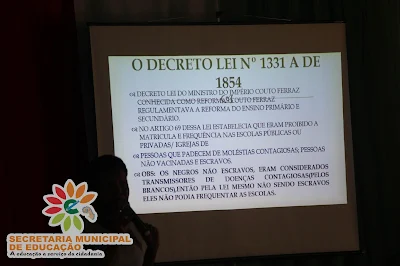 O DECRETO LEI Nº 1331 A DE
1854
DECRETO LEI DO MINISTRO DO IMPÉRIO COUTO FERRAZ
CONHECIDA COMO REFORMA COUTO FERRAZ
REGULAMENTAVA A REFORMA DO ENSINO PRIMÁRIO E
SECUNDÁRIO.
NO ARTIGO 69 DESSA LEI ESTABELECIA QUE ERAM PROIBIDO A
MATRICULA E FREQUÊNCIA NAS ESCOLAS PÚBLICAS OU
PRIVADAS/ IGREJAS DE
PESSOAS QUE PADECEM DE MOLÉSTIAS CONTAGIOSAS; PESSOAS
NÃO VACINADAS E ESCRAVOS.
OBS: OS NEGROS NÃO ESCRAVOS, ERAM CONSIDERADOS
TRANSMISSORES DE DOENÇAS CONTAGIOSAS(PELOS
BRANCOS),ENTÃO PELA LEI MESMO NÃO SENDO ESCRAVOS
ELES NÃO PODIA FREQUENTAR AS ESCOLAS.
SECRETARIA MUNICIPAL
DE EDUCAÇÃO
A educação a serviço da cidadania